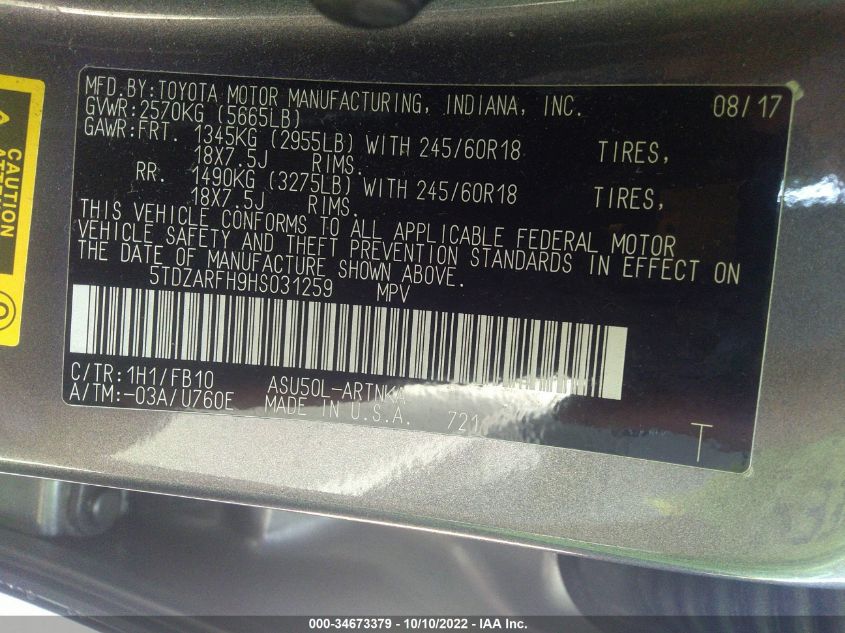 MFD.BY:TOYOTA MOTOR MANUFACTURING, INDIANA, INC. 08/17
GVWR:2570KG (5665LB)
GAWR:FRT. 1345KG (2955LB) WITH 245/60R18 TIRES,
18X7.5J RIMS.
RR. 1490KG (3275LB) WITH 245/60R18 TIRES,
18X7.5J RIMS.
THIS VEHICLE CONFORMS TO ALL APPLICABLE FEDERAL MOTOR
VEHICLE SAFETY AND THEFT PREVENTION STANDARDS IN EFFECT ON
THE DATE OF MANUFACTURE SHOWN ABOVE.
5TDZARFH9HS031259 MPV
C/TR:1H1/FB10 ASU50L-ARTNKA
A/TM:-03A/U760E MADE IN U.S.A. 721 T
CAUTION
000-34673379 - 10/10/2022 - IAA Inc.